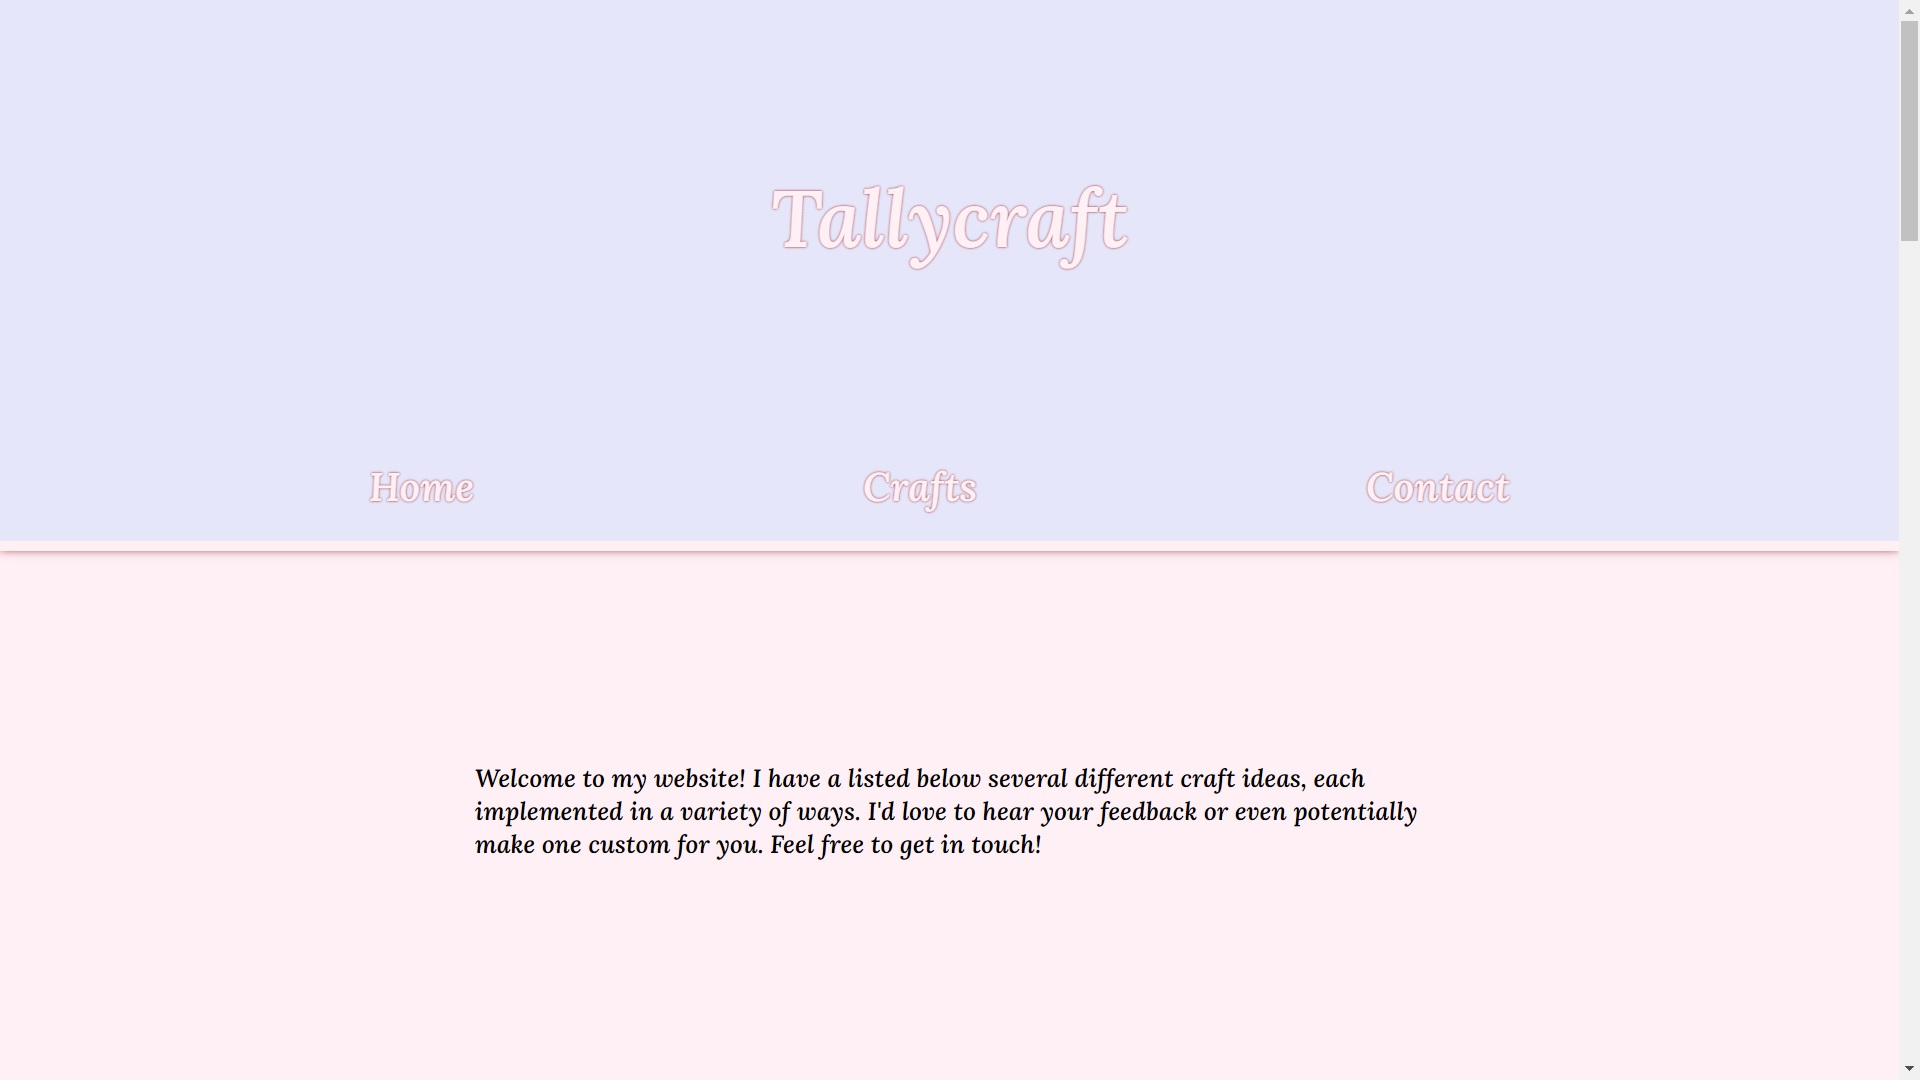 Tallycraft
Home Crafts Contact
Welcome to my website! I have a listed below several different craft ideas, each
implemented in a variety of ways. I'd love to hear your feedback or even potentially
make one custom for you. Feel free to get in touch!